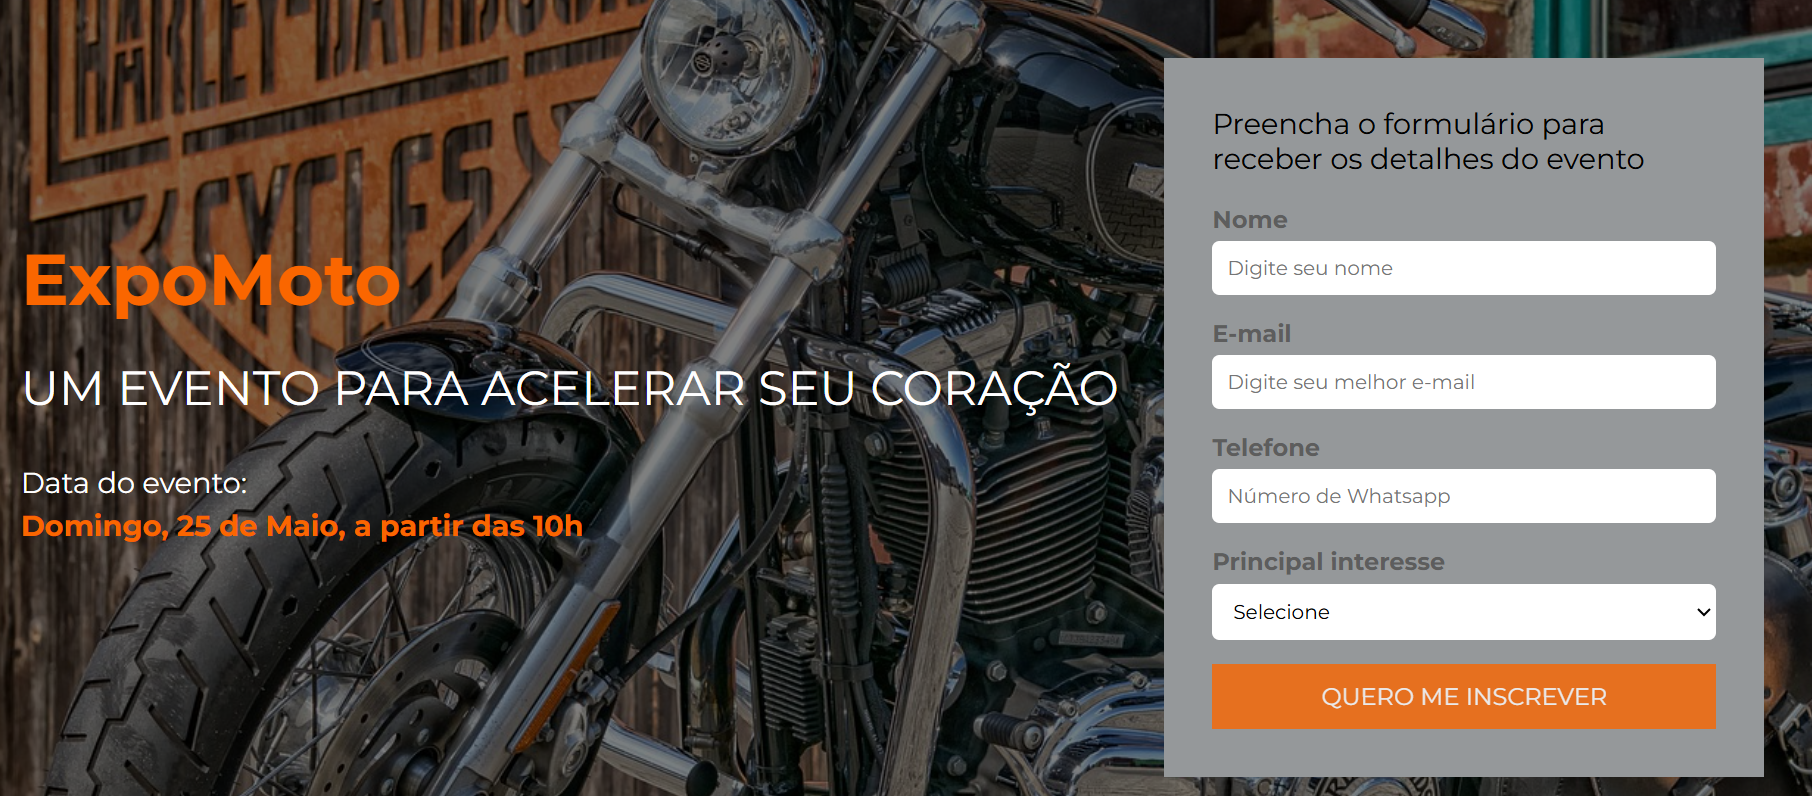 HARLEY-DAVIDSON
CYCLES
ExpoMoto
UM EVENTO PARA ACELERAR SEU CORAÇÃO
Data do evento:
Domingo, 25 de Maio, a partir das 10h
Preencha o formulário para
receber os detalhes do evento
Nome
Digite seu nome
E-mail
Digite seu melhor e-mail
Telefone
Número de Whatsapp
Principal interesse
Selecione
QUERO ME INSCREVER